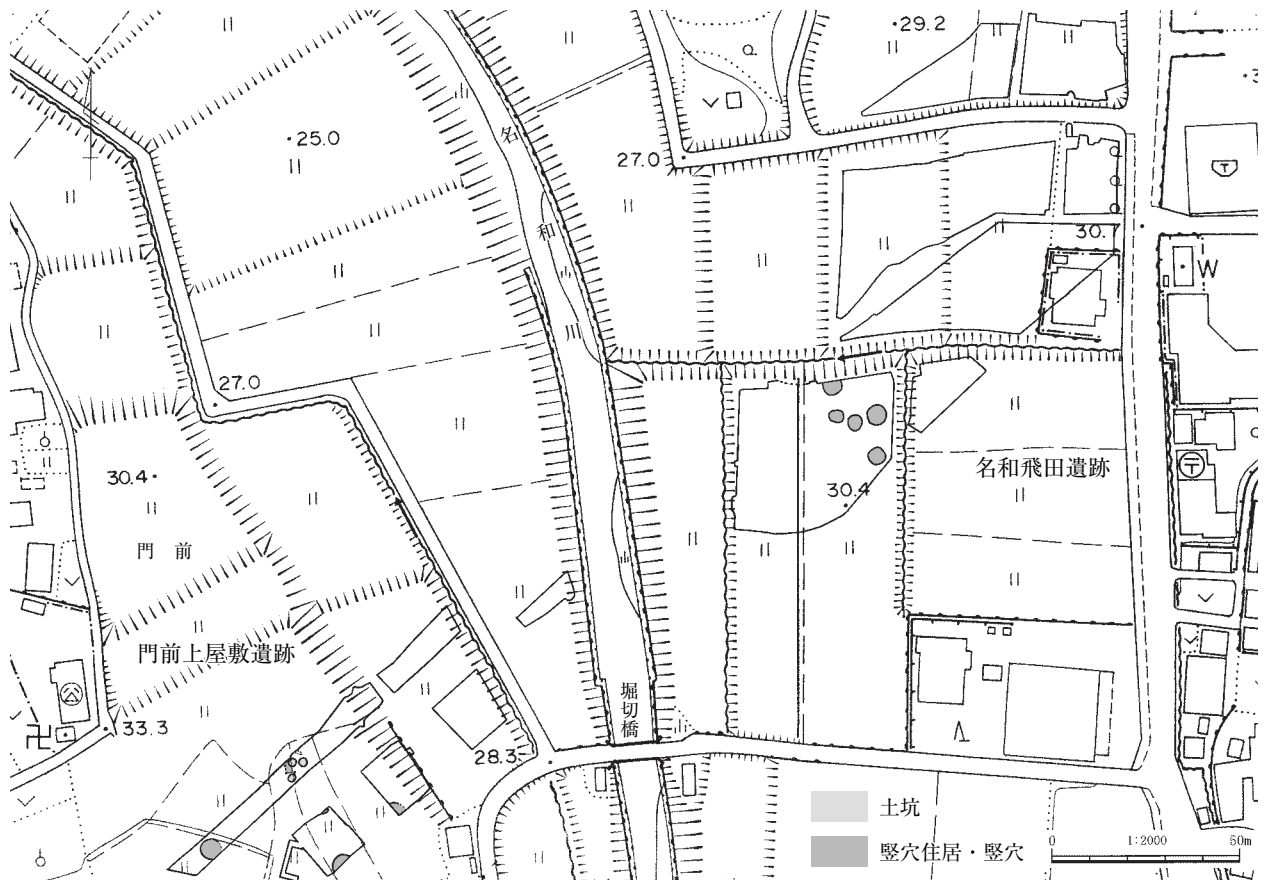 29.2
25.0
名
27.0
和
30.7
W
川
27.0
30.4
30.4
名和飛田遺跡
門 前
門前上屋敷遺跡
堀切橋
33.3
28.3
土坑
竪穴住居・竪穴
0 1:2000 50m